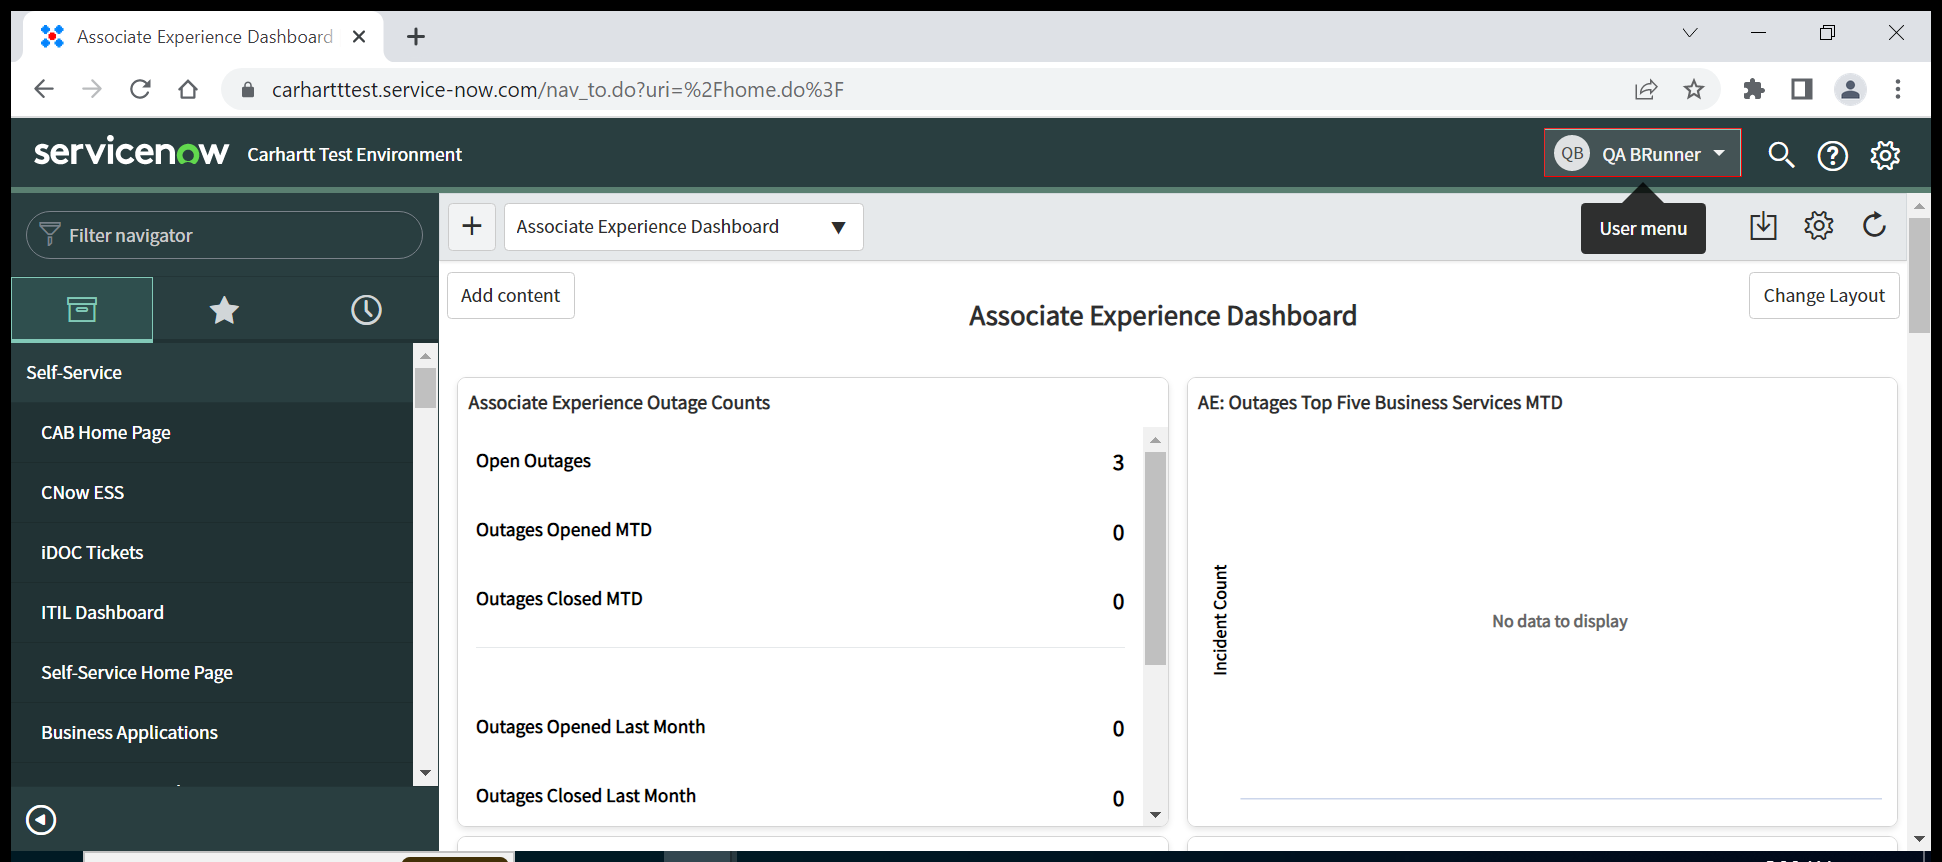 Associate Experience Dashboard
carhartttest.service-now.com/nav_to.do?uri=%2Fhome.do%3F
servicenow Carhartt Test Environment
QB QA BRunner
Filter navigator
Associate Experience Dashboard
User menu
Add content
Change Layout
Associate Experience Dashboard
Self-Service
CAB Home Page
CNow ESS
iDOC Tickets
ITIL Dashboard
Self-Service Home Page
Business Applications
Associate Experience Outage Counts
Open Outages 3
Outages Opened MTD 0
Outages Closed MTD 0
Outages Opened Last Month 0
Outages Closed Last Month 0
AE: Outages Top Five Business Services MTD
Incident Count
No data to display